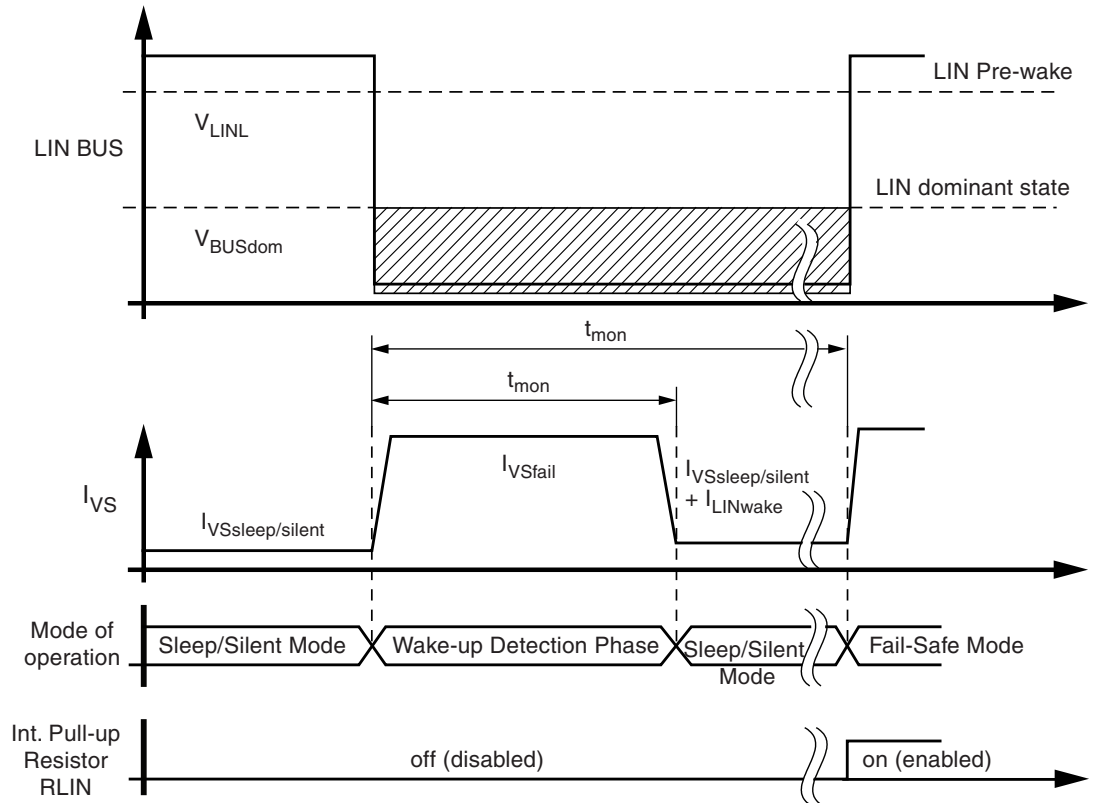 LIN Pre-wake
V_LINL
LIN BUS
LIN dominant state
V_BUSdom
t_mon
t_mon
I_VS
I_VSsleep/silent
I_VSfail
I_VSsleep/silent
+ I_LINwake
Mode of
operation
Sleep/Silent Mode
Wake-up Detection Phase
Sleep/Silent
Mode
Fail-Safe Mode
Int. Pull-up
Resistor
RLIN
off (disabled)
on (enabled)